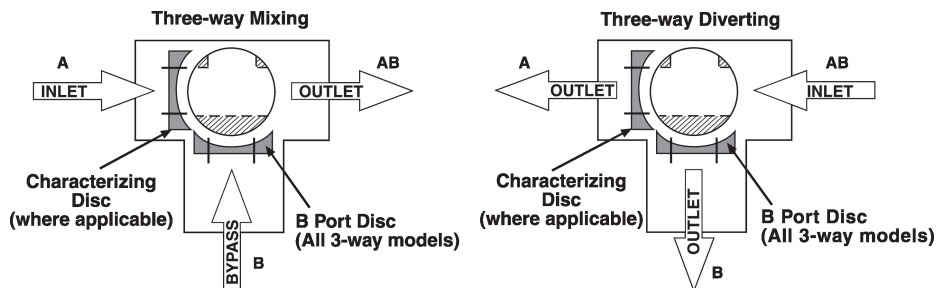 Three-way Mixing
A
INLET
AB
OUTLET
Characterizing
Disc
(where applicable)
B Port Disc
(All 3-way models)
BYPASS
B
Three-way Diverting
A
OUTLET
AB
INLET
Characterizing
Disc
(where applicable)
B Port Disc
(All 3-way models)
OUTLET
B